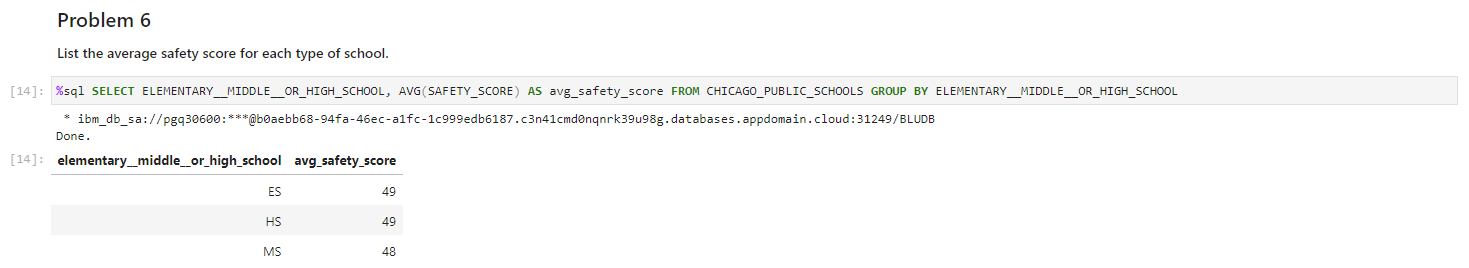 Problem 6
List the average safety score for each type of school.
[14]: %sql SELECT ELEMENTARY__MIDDLE__OR_HIGH_SCHOOL, AVG(SAFETY_SCORE) AS avg_safety_score FROM CHICAGO_PUBLIC_SCHOOLS GROUP BY ELEMENTARY__MIDDLE__OR_HIGH_SCHOOL
* ibm_db_sa://pgq30600:***@b0aebb68-94fa-46ec-a1fc-1c999edb6187.c3n41cmd0nqnrk39u98g.databases.appdomain.cloud:31249/BLUDB
Done.
[14]: elementary__middle__or_high_school avg_safety_score
ES 49
HS 49
MS 48